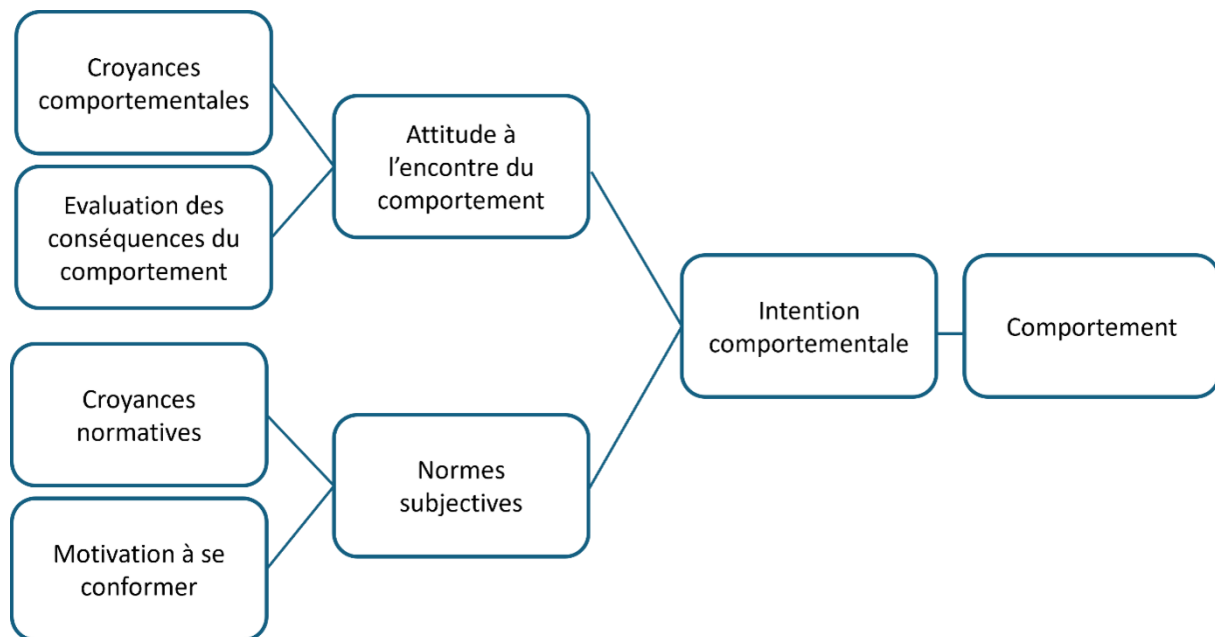 Croyances
comportementales
Evaluation des
conséquences du
comportement
Attitude à
l’encontre du
comportement
Croyances
normatives
Motivation à se
conformer
Normes
subjectives
Intention
comportementale
Comportement